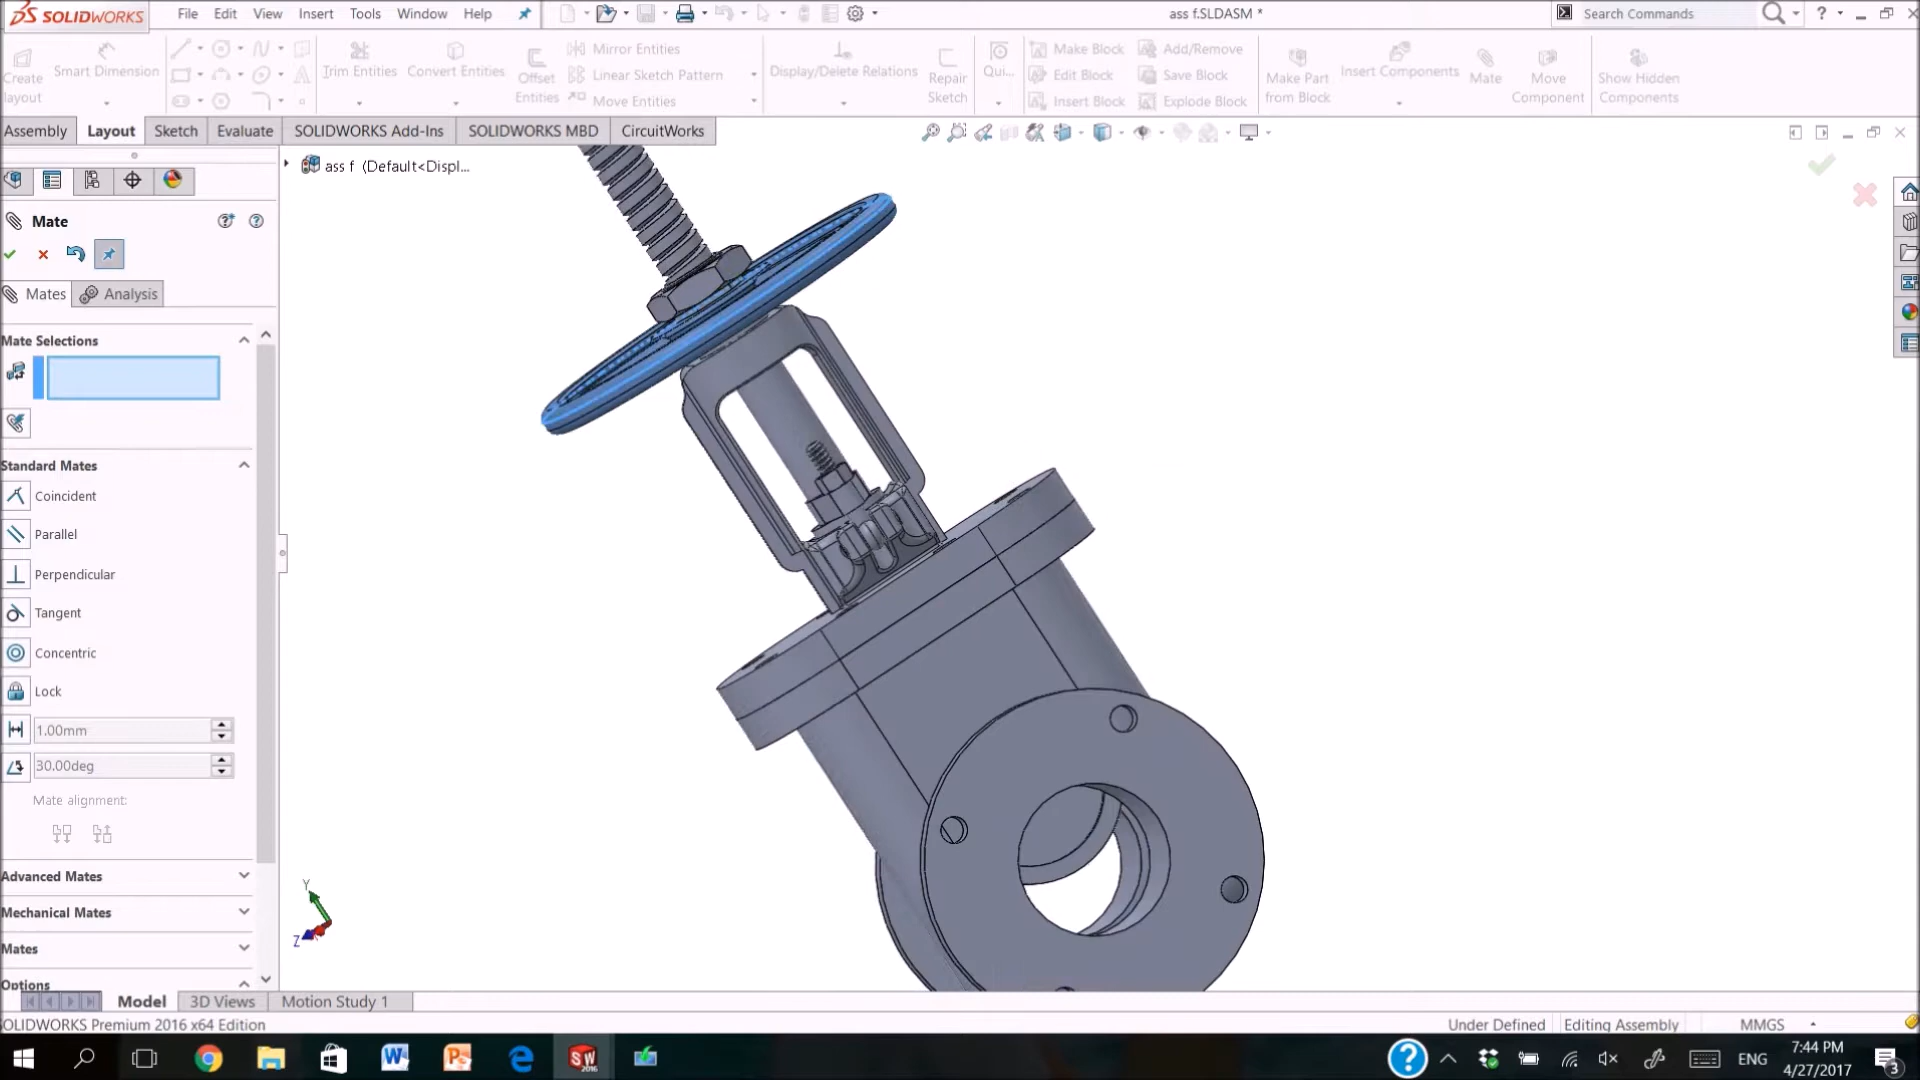 SOLIDWORKS File Edit View Insert Tools Window Help ass f.SLDASM * Search Commands
Create layout
Smart Dimension
Trim Entities
Convert Entities
Offset Entities
Mirror Entities
Linear Sketch Pattern
Move Entities
Display/Delete Relations
Repair Sketch
Qui...
Make Block
Edit Block
Insert Block
Add/Remove
Save Block
Explode Block
Make Part from Block
Insert Components
Mate
Move Component
Show Hidden Components
Assembly Layout Sketch Evaluate SOLIDWORKS Add-Ins SOLIDWORKS MBD CircuitWorks
ass f (Default<Displ...
Mate
Mates Analysis
Mate Selections
Standard Mates
Coincident
Parallel
Perpendicular
Tangent
Concentric
Lock
1.00mm
30.00deg
Mate alignment:
Advanced Mates
Mechanical Mates
Mates
Options
Y
Z
Model 3D Views Motion Study 1
OLIDWORKS Premium 2016 x64 Edition Under Defined Editing Assembly MMGS
ENG
7:44 PM
4/27/2017
3